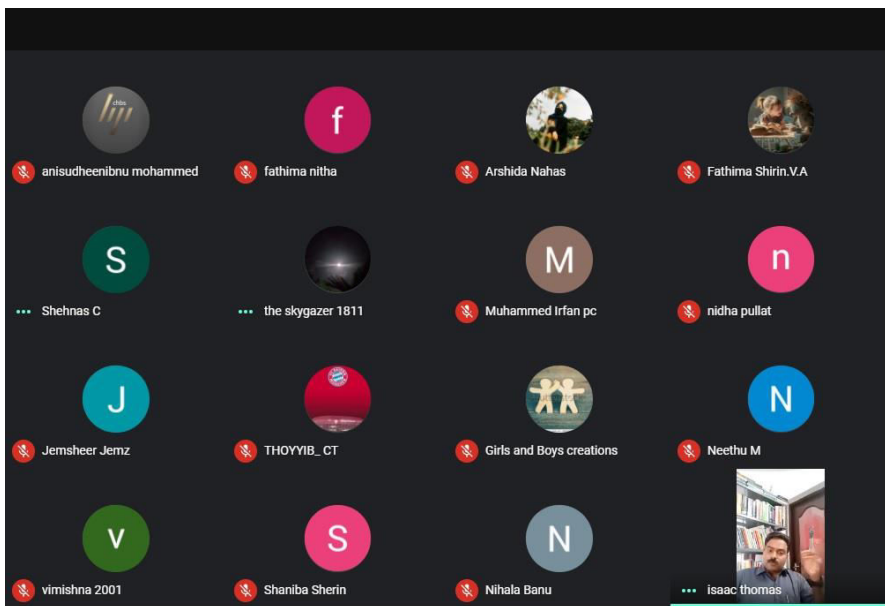 chbs
anisudheenibnu mohammed
f
fathima nitha
Arshida Nahas
Fathima Shirin.V.A
S
Shehnas C
the skygazer 1811
M
Muhammed Irfan pc
n
nidha pullat
J
Jemsheer Jemz
THOYYIB_ CT
Girls and Boys creations
N
Neethu M
v
vimishna 2001
S
Shaniba Sherin
N
Nihala Banu
isaac thomas